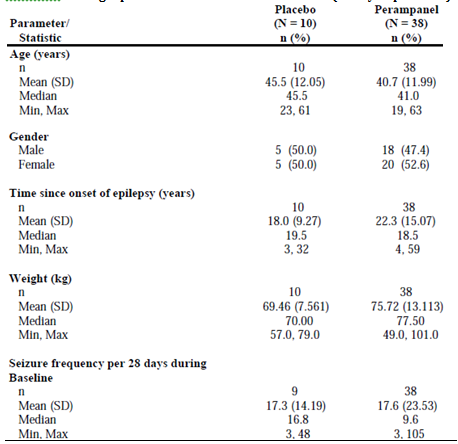 Placebo Perampanel
Parameter/ (N = 10) (N = 38)
Statistic n (%) n (%)
Age (years)
n 10 38
Mean (SD) 45.5 (12.05) 40.7 (11.99)
Median 45.5 41.0
Min, Max 23, 61 19, 63
Gender
Male 5 (50.0) 18 (47.4)
Female 5 (50.0) 20 (52.6)
Time since onset of epilepsy (years)
n 10 38
Mean (SD) 18.0 (9.27) 22.3 (15.07)
Median 19.5 18.5
Min, Max 3, 32 4, 59
Weight (kg)
n 10 38
Mean (SD) 69.46 (7.561) 75.72 (13.113)
Median 70.00 77.50
Min, Max 57.0, 79.0 49.0, 101.0
Seizure frequency per 28 days during
Baseline
n 9 38
Mean (SD) 17.3 (14.19) 17.6 (23.53)
Median 16.8 9.6
Min, Max 3, 48 3, 105